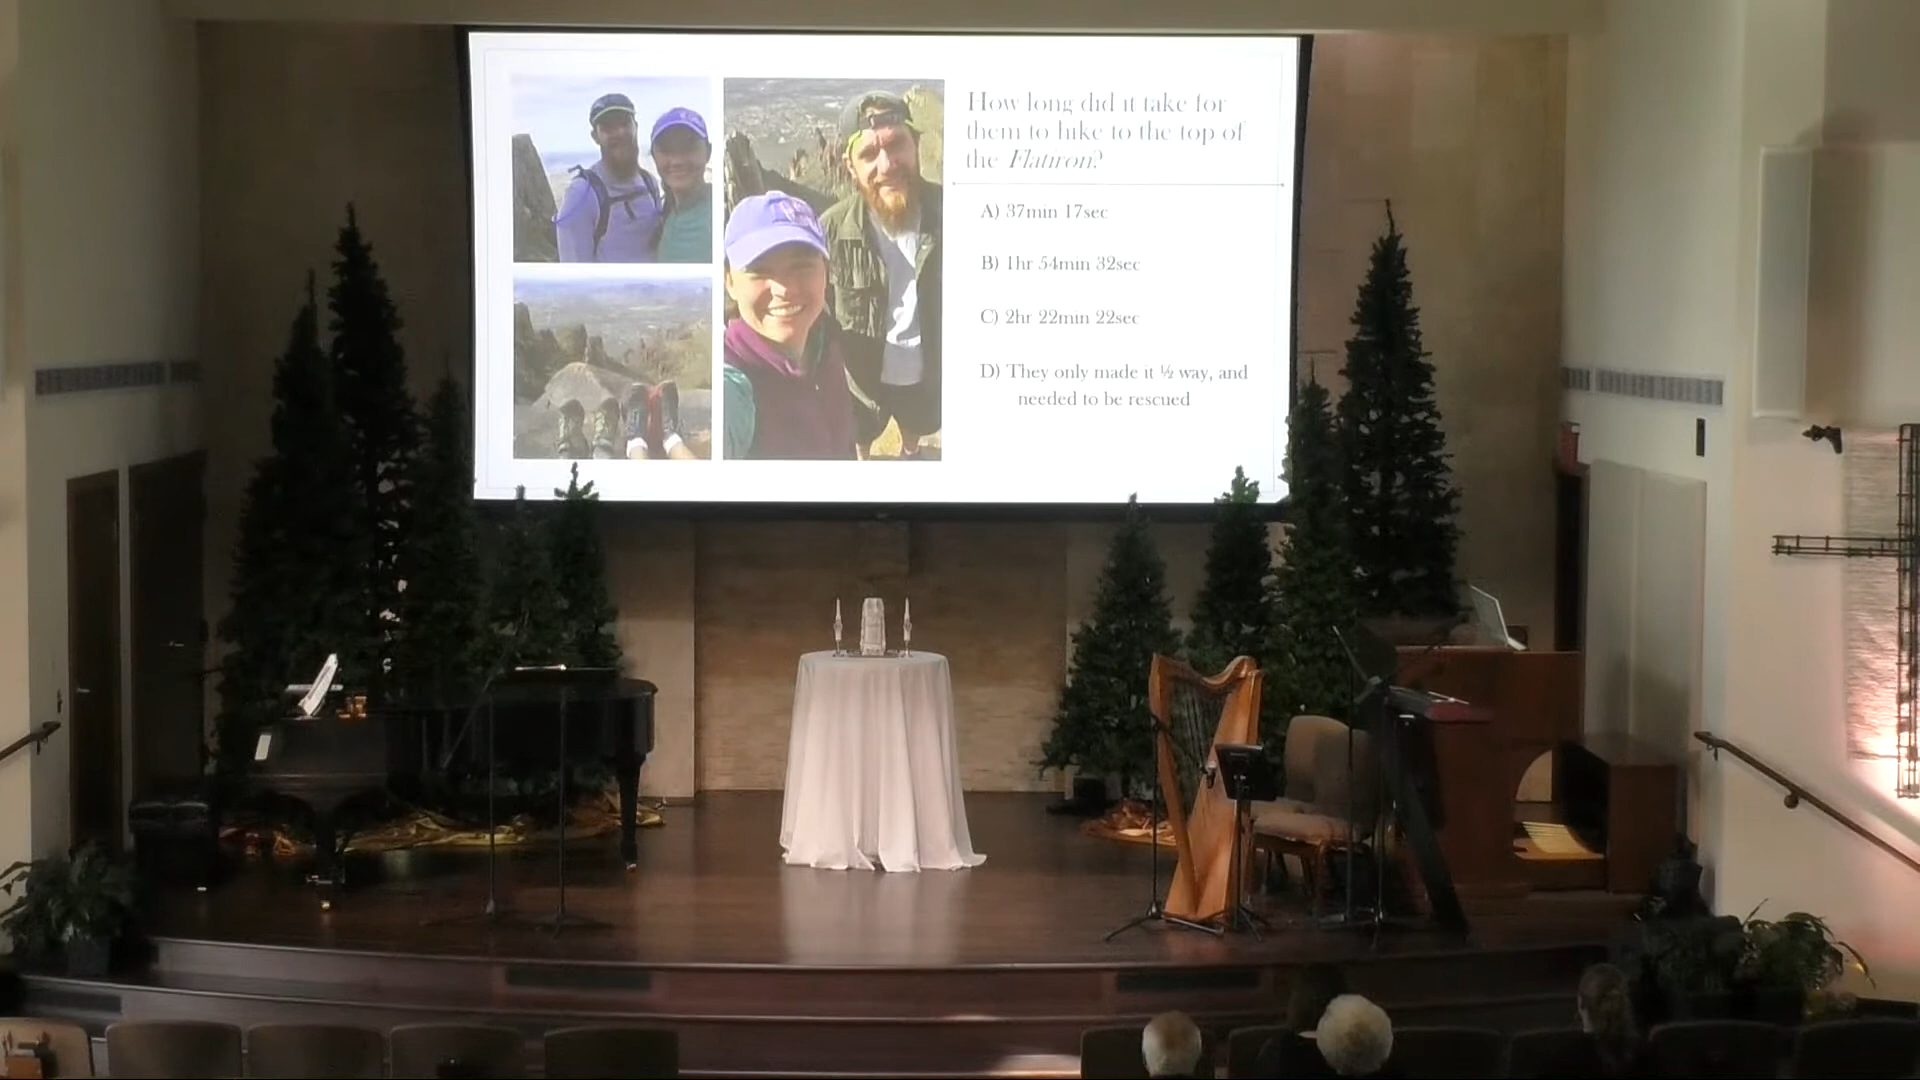 How long did it take for
them to hike to the top of
the Flatiron?
A) 37min 17sec
B) 1hr 54min 32sec
C) 2hr 22min 22sec
D) They only made it ½ way, and
needed to be rescued